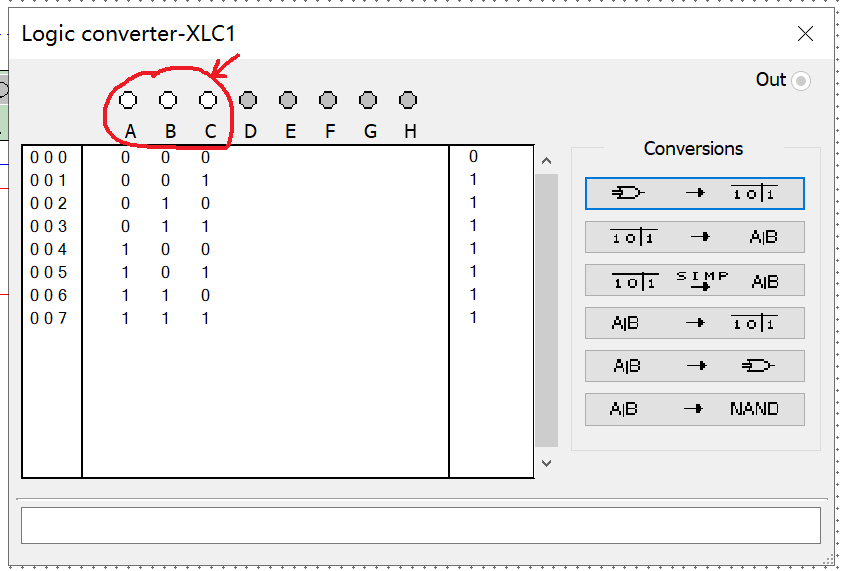 Logic converter-XLC1
Out
A B C D E F G H
000 0 0 0 0
001 0 0 1 1
002 0 1 0 1
003 0 1 1 1
004 1 0 0 1
005 1 0 1 1
006 1 1 0 1
007 1 1 1 1
Conversions
→ 1 0 1
1 0 1 → A|B
1 0 1 SIMP → A|B
A|B → 1 0 1
A|B →
A|B → NAND